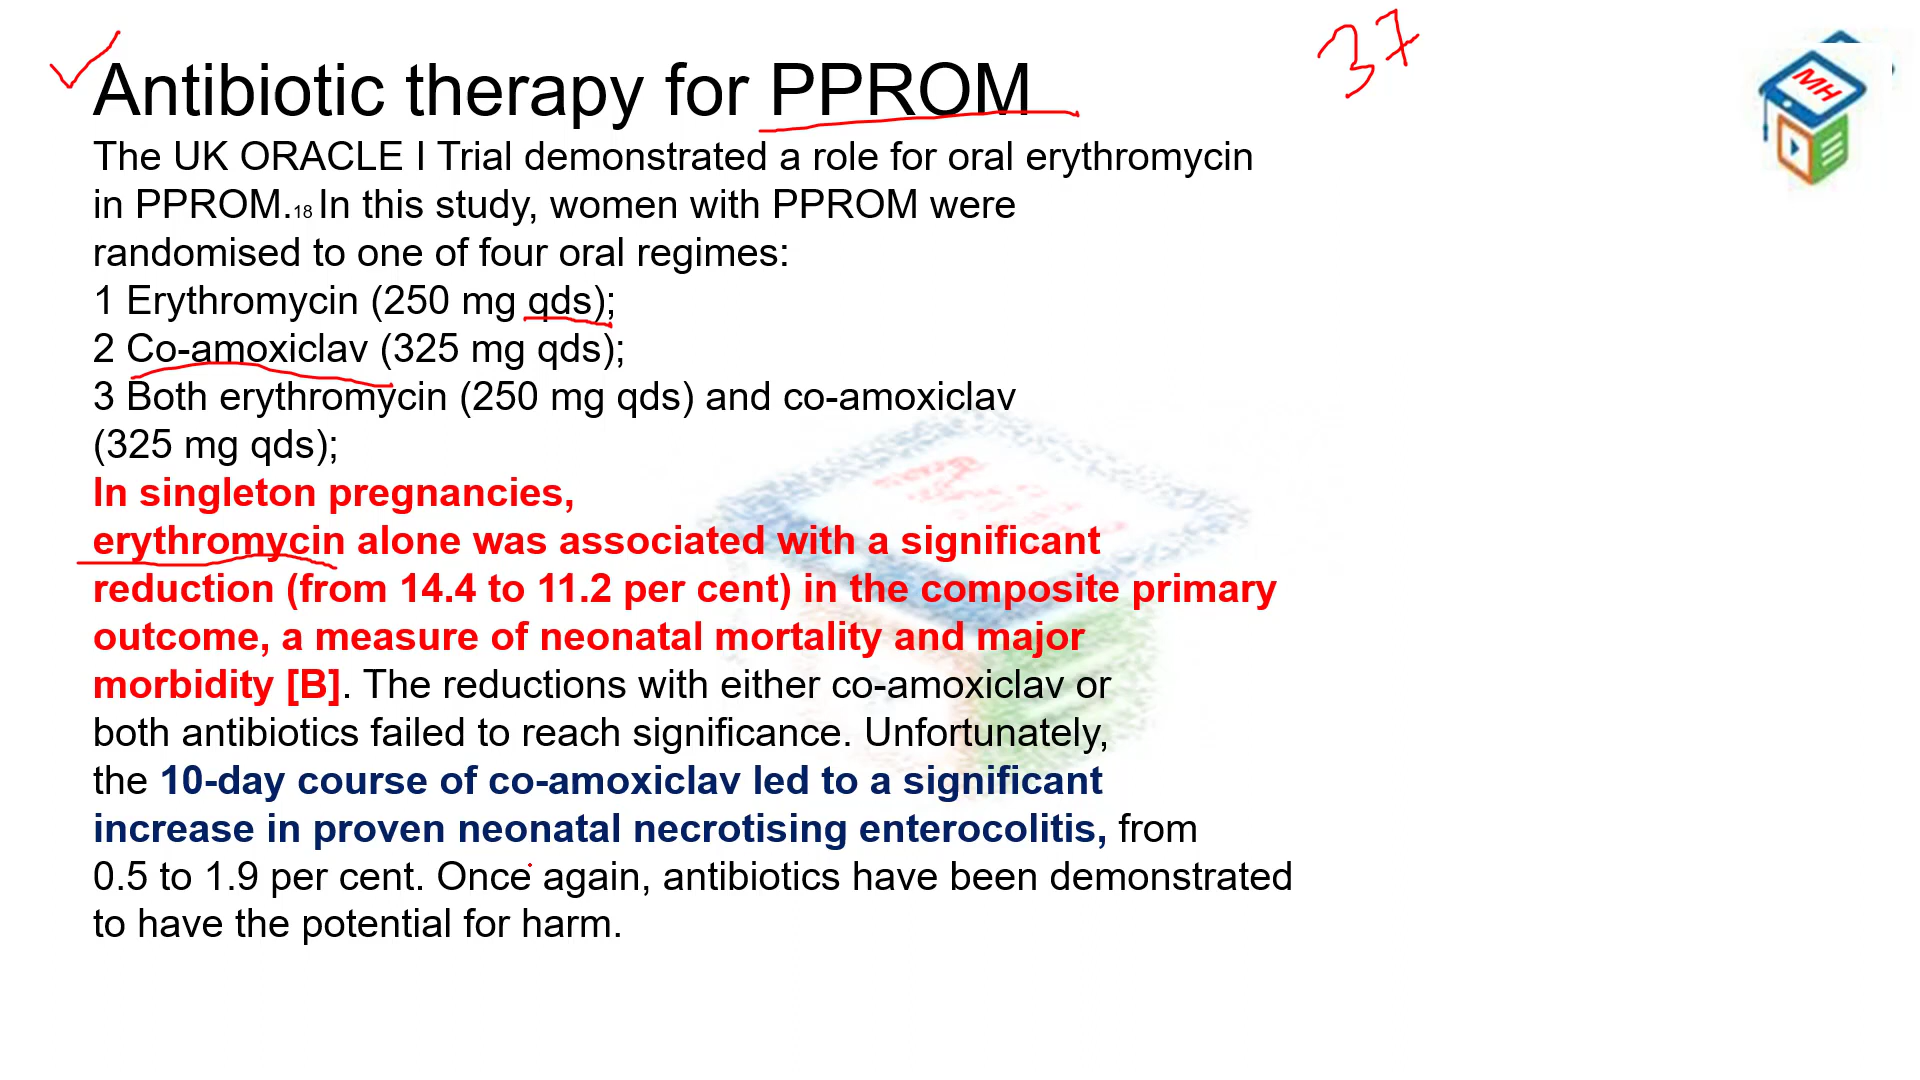 37
Antibiotic therapy for PPROM
MH
The UK ORACLE I Trial demonstrated a role for oral erythromycin
in PPROM.18 In this study, women with PPROM were
randomised to one of four oral regimes:
1 Erythromycin (250 mg qds);
2 Co-amoxiclav (325 mg qds);
3 Both erythromycin (250 mg qds) and co-amoxiclav
(325 mg qds);
In singleton pregnancies,
erythromycin alone was associated with a significant
reduction (from 14.4 to 11.2 per cent) in the composite primary
outcome, a measure of neonatal mortality and major
morbidity [B]. The reductions with either co-amoxiclav or
both antibiotics failed to reach significance. Unfortunately,
the 10-day course of co-amoxiclav led to a significant
increase in proven neonatal necrotising enterocolitis, from
0.5 to 1.9 per cent. Once again, antibiotics have been demonstrated
to have the potential for harm.